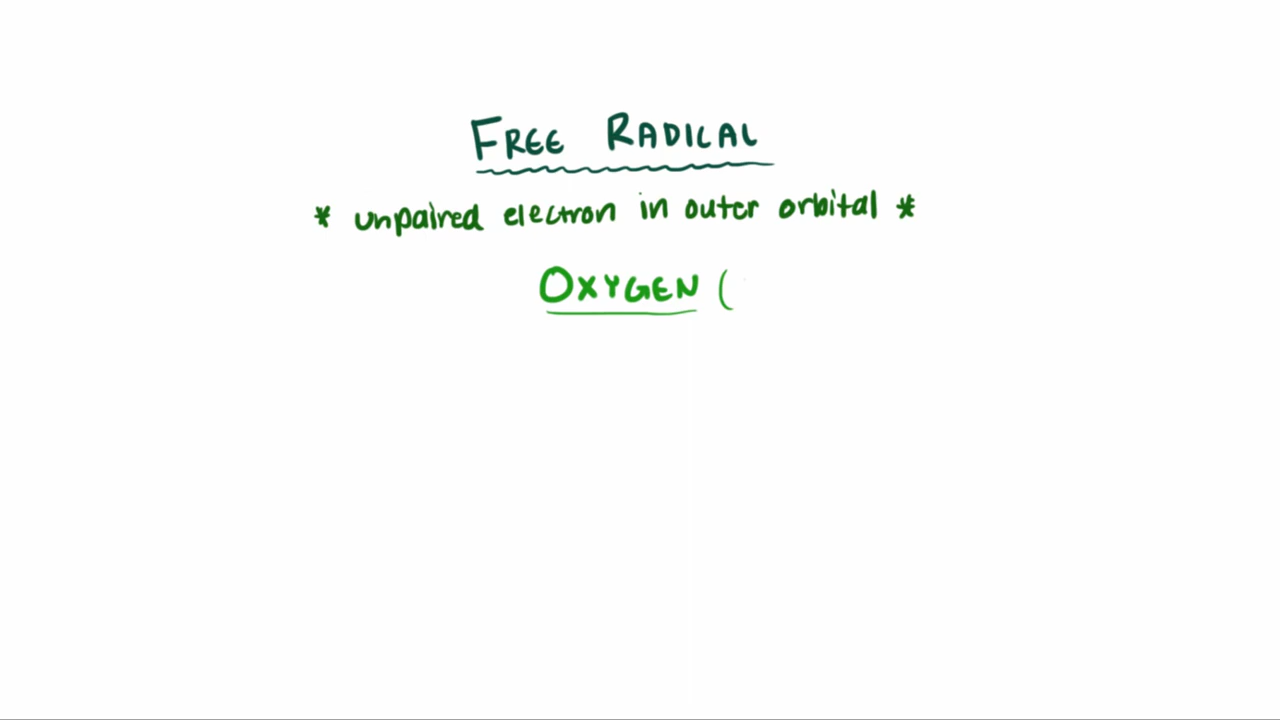 FREE RADICAL
* unpaired electron in outer orbital *
OXYGEN (